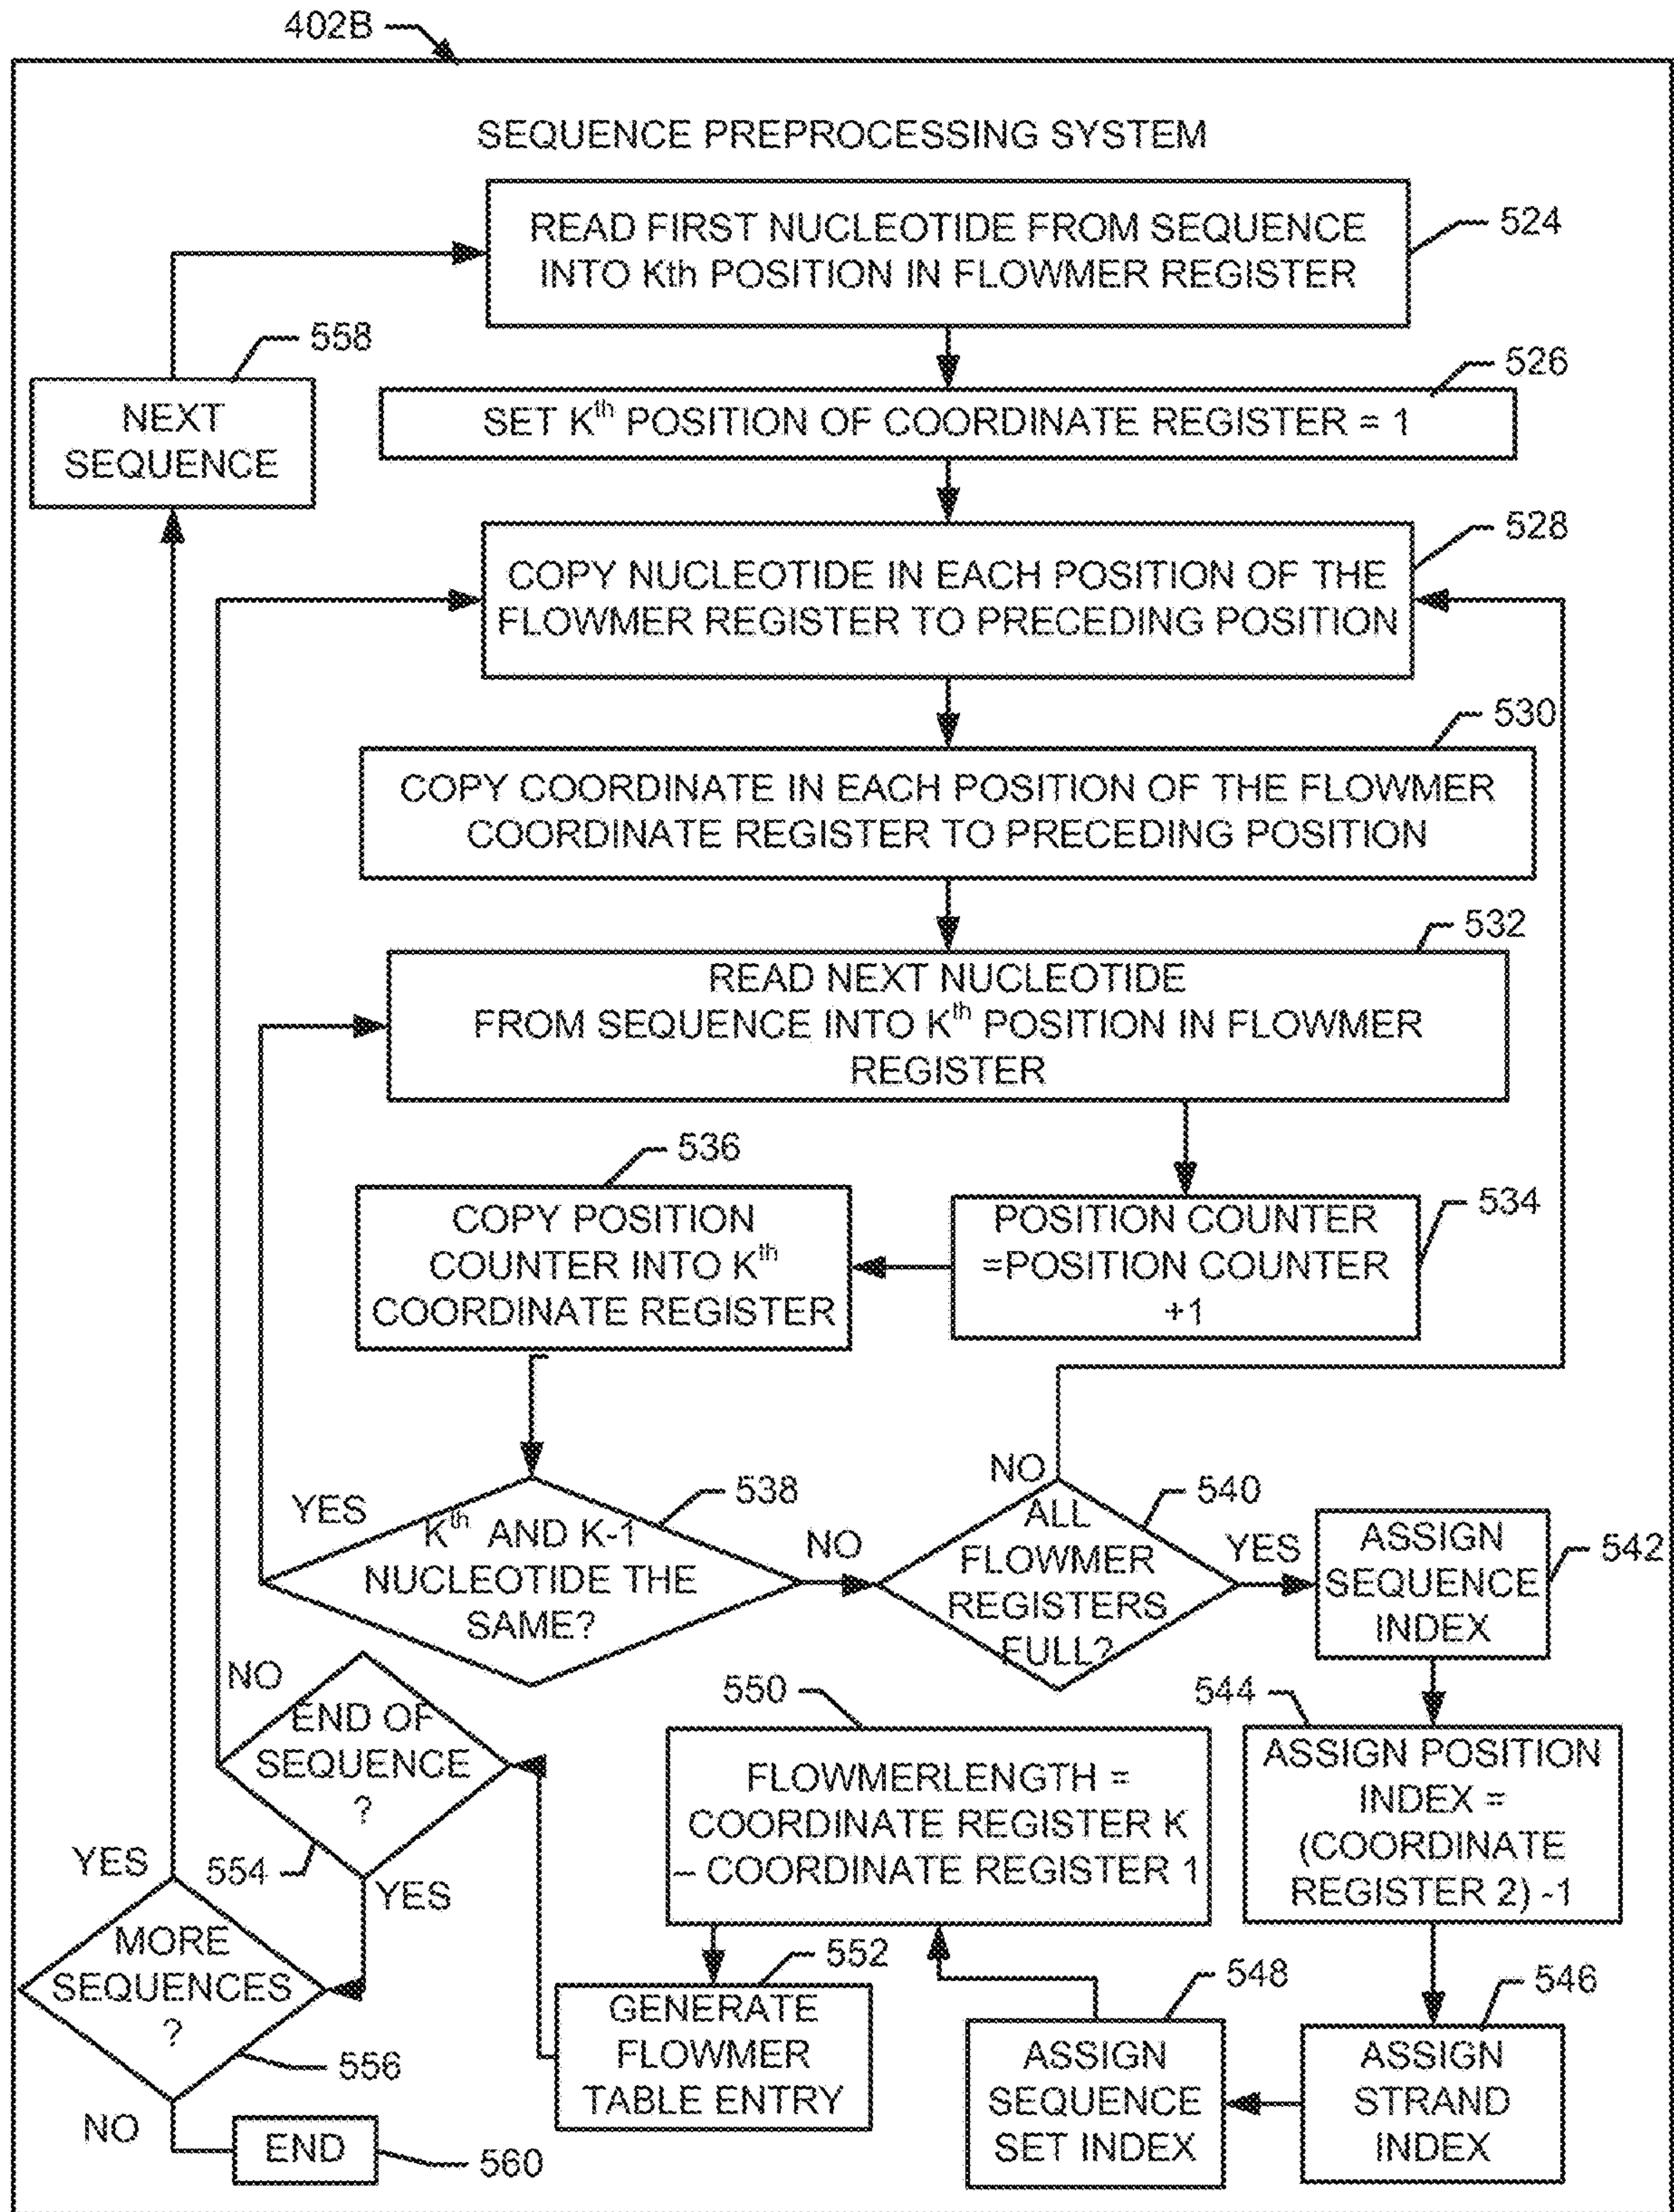 402B
SEQUENCE PREPROCESSING SYSTEM
READ FIRST NUCLEOTIDE FROM SEQUENCE
INTO Kth POSITION IN FLOWMER REGISTER
524
558
NEXT
SEQUENCE
526
SET Kth POSITION OF COORDINATE REGISTER = 1
528
COPY NUCLEOTIDE IN EACH POSITION OF THE
FLOWMER REGISTER TO PRECEDING POSITION
530
COPY COORDINATE IN EACH POSITION OF THE FLOWMER
COORDINATE REGISTER TO PRECEDING POSITION
532
READ NEXT NUCLEOTIDE
FROM SEQUENCE INTO Kth POSITION IN FLOWMER
REGISTER
536
COPY POSITION
COUNTER INTO Kth
COORDINATE REGISTER
534
POSITION COUNTER
=POSITION COUNTER
+1
YES
538
Kth AND K-1
NUCLEOTIDE THE
SAME?
NO
NO
540
ALL
FLOWMER
REGISTERS
FULL?
YES
ASSIGN
SEQUENCE
INDEX
542
544
ASSIGN POSITION
INDEX =
(COORDINATE
REGISTER 2) -1
550
FLOWMERLENGTH =
COORDINATE REGISTER K
– COORDINATE REGISTER 1
NO
END OF
SEQUENCE
?
554
YES
YES
MORE
SEQUENCES
?
556
NO
END
560
552
GENERATE
FLOWMER
TABLE ENTRY
548
ASSIGN
SEQUENCE
SET INDEX
546
ASSIGN
STRAND
INDEX